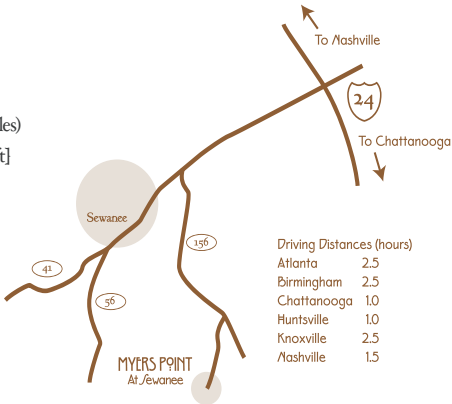 To Nashville
24
les)
To Chattanooga
t]
Sewanee
156
Driving Distances (hours)
41
Atlanta 2.5
Birmingham 2.5
56
Chattanooga 1.0
Huntsville 1.0
Knoxville 2.5
Nashville 1.5
MYERS POINT
At Sewanee